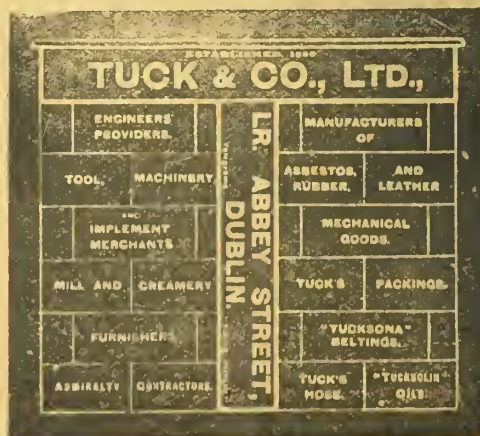 ESTABLISHED 1850
TUCK & CO., LTD.,
ENGINEERS'
PROVIDERS.
TOOL, MACHINERY,
AND
IMPLEMENT
MERCHANTS
MILL AND CREAMERY
FURNISHERS
ADMIRALTY CONTRACTORS.
LR. ABBEY STREET,
DUBLIN.
MANUFACTURERS
OF
ASBESTOS, AND
RUBBER, LEATHER
MECHANICAL
GOODS.
TUCK'S PACKINGS.
"TUCKSONA"
BELTINGS.
TUCK'S "TUCKSOLIN"
HOSE. OILS.